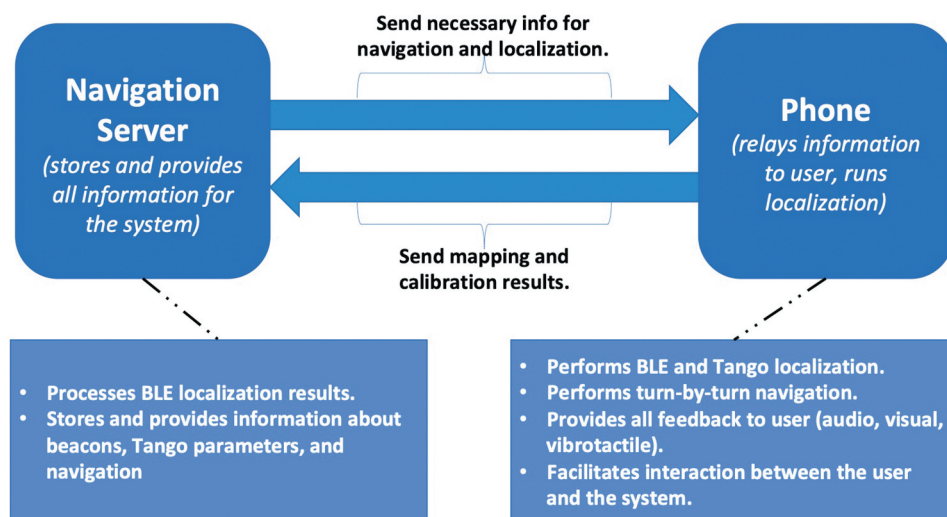 Send necessary info for
navigation and localization.
Navigation
Server
(stores and provides
all information for
the system)
Phone
(relays information
to user, runs
localization)
Send mapping and
calibration results.
• Processes BLE localization results.
• Stores and provides information about
beacons, Tango parameters, and
navigation
• Performs BLE and Tango localization.
• Performs turn-by-turn navigation.
• Provides all feedback to user (audio, visual,
vibrotactile).
• Facilitates interaction between the user
and the system.